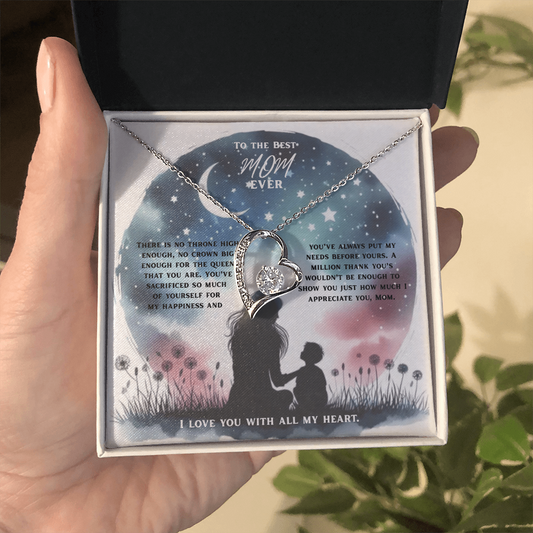 TO THE BEST
MOM
EVER
THERE IS NO THRONE HIGH
ENOUGH, NO CROWN BIG
ENOUGH FOR THE QUEEN
THAT YOU ARE. YOU'VE
SACRIFICED SO MUCH
OF YOURSELF FOR
MY HAPPINESS AND
YOU'VE ALWAYS PUT MY
NEEDS BEFORE YOURS. A
MILLION THANK YOU'S
WOULDN'T BE ENOUGH TO
SHOW YOU JUST HOW MUCH I
APPRECIATE YOU, MOM.
I LOVE YOU WITH ALL MY HEART.